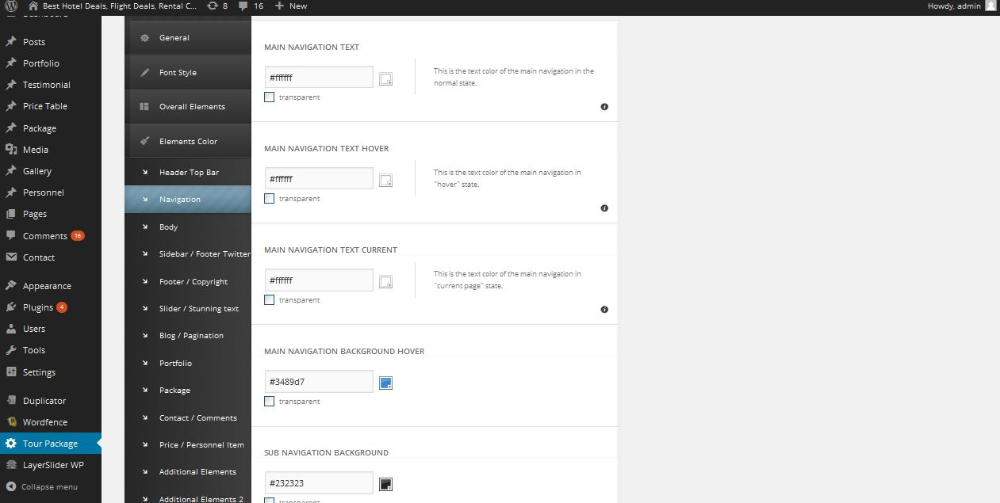 Best Hotel Deals, Flight Deals, Rental C...
8
16
New
Howdy, admin
Dashboard
Posts
Portfolio
Testimonial
Price Table
Package
Media
Gallery
Personnel
Pages
Comments 16
Contact
Appearance
Plugins 4
Users
Tools
Settings
Duplicator
Wordfence
Tour Package
LayerSlider WP
Collapse menu
General
Font Style
Overall Elements
Elements Color
Header Top Bar
Navigation
Body
Sidebar / Footer Twitter
Footer / Copyright
Slider / Stunning text
Blog / Pagination
Portfolio
Package
Contact / Comments
Price / Personnel Item
Additional Elements
Additional Elements 2
MAIN NAVIGATION TEXT
#ffffff
transparent
This is the text color of the main navigation in the
normal state.
MAIN NAVIGATION TEXT HOVER
#ffffff
transparent
This is the text color of the main navigation in
"hover" state.
MAIN NAVIGATION TEXT CURRENT
#ffffff
transparent
This is the text color of the main navigation in
"current page" state.
MAIN NAVIGATION BACKGROUND HOVER
#3489d7
transparent
SUB NAVIGATION BACKGROUND
#232323
transparent